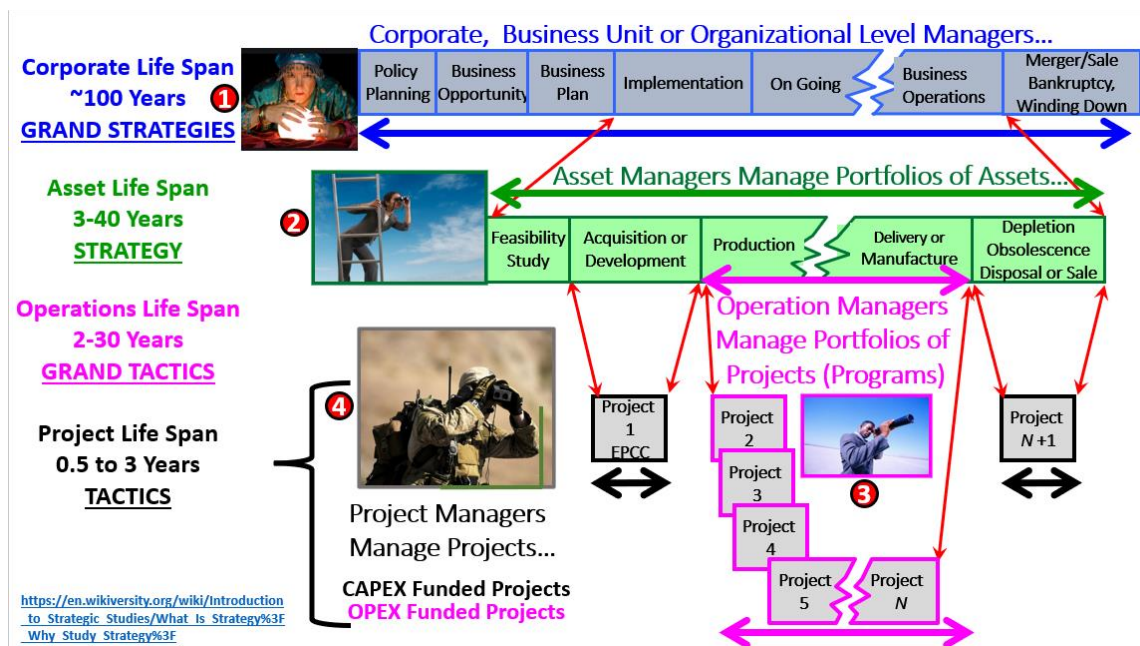 Corporate, Business Unit or Organizational Level Managers...
Corporate Life Span
~100 Years
GRAND STRATEGIES
1
Policy
Planning
Business
Opportunity
Business
Plan
Implementation
On Going
Business
Operations
Merger/Sale
Bankruptcy,
Winding Down
Asset Life Span
3-40 Years
STRATEGY
2
Asset Managers Manage Portfolios of Assets...
Feasibility
Study
Acquisition or
Development
Production
Delivery or
Manufacture
Depletion
Obsolescence
Disposal or Sale
Operations Life Span
2-30 Years
GRAND TACTICS
Operation Managers
Manage Portfolios of
Projects (Programs)
Project Life Span
0.5 to 3 Years
TACTICS
4
Project
1
EPCC
Project
2
Project
3
Project
4
Project
5
Project
N
3
Project
N +1
Project Managers
Manage Projects...
CAPEX Funded Projects
OPEX Funded Projects
https://en.wikiversity.org/wiki/Introduction
_to_Strategic_Studies/What_Is_Strategy%3F
_Why_Study_Strategy%3F